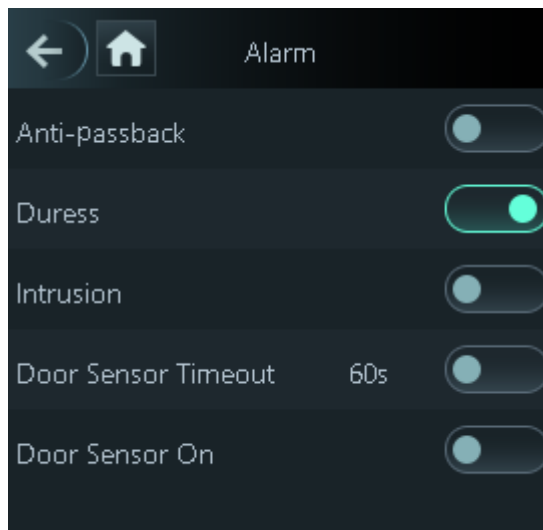 Alarm
Anti-passback
Duress
Intrusion
Door Sensor Timeout 60s
Door Sensor On